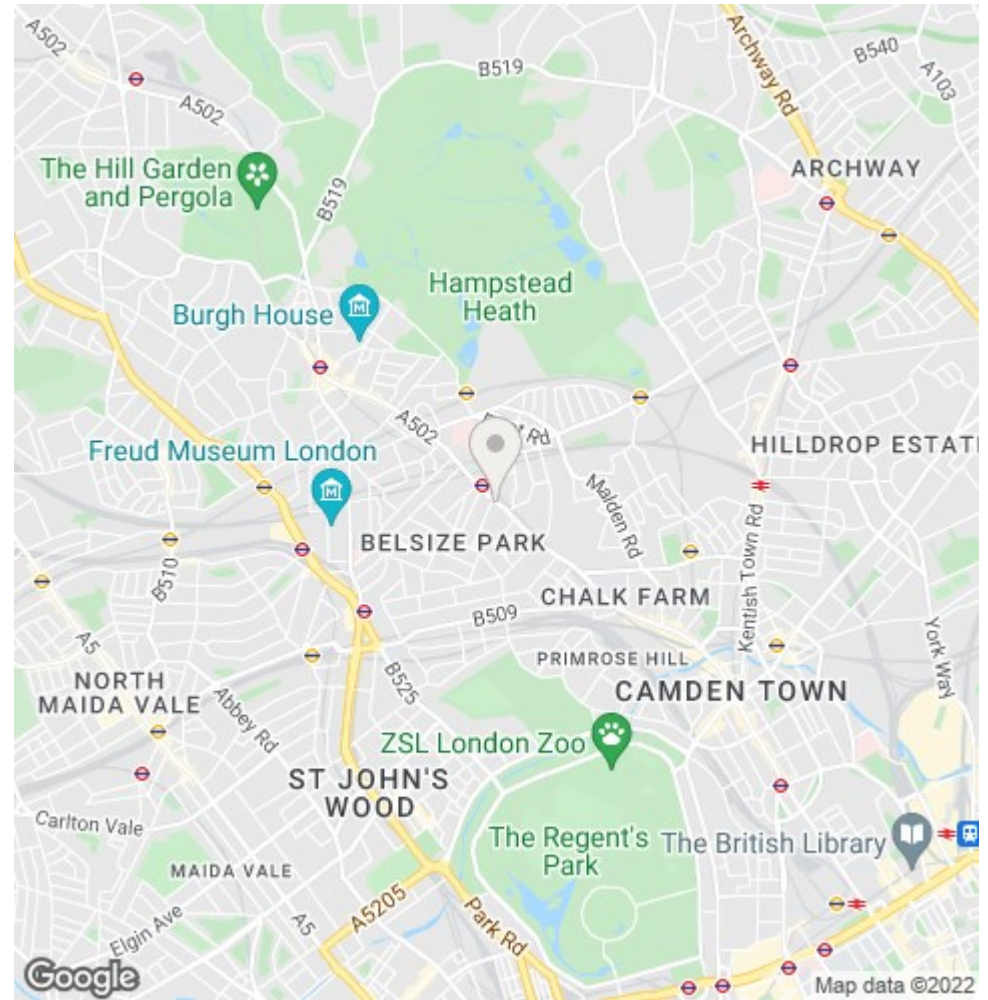 A502
B519
A502
Archway Rd
B540
A103
The Hill Garden
and Pergola
B519
ARCHWAY
Hampstead
Heath
Burgh House
A502
Rd
HILLDROP ESTAT
Freud Museum London
Malden Rd
BELSIZE PARK
B510
Kentish Town Rd
CHALK FARM
B509
A5
York Way
PRIMROSE HILL
NORTH
MAIDA VALE
B525
CAMDEN TOWN
Abbey Rd
ZSL London Zoo
ST JOHN'S
WOOD
Carlton Vale
The Regent's
Park
The British Library
MAIDA VALE
A5205
Park Rd
Elgin Ave
A5
Google
Map data ©2022